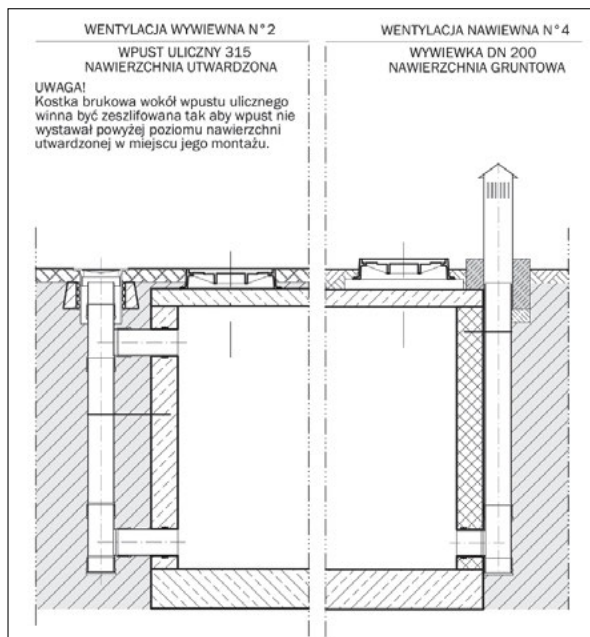 WENTYLACJA WYWIEWNA N°2
WPUST ULICZNY 315
NAWIERZCHNIA UTWARDZONA
UWAGA!
Kostka brukowa wokół wpustu ulicznego
winna być zeszlifowana tak aby wpust nie
wystawał powyżej poziomu nawierzchni
utwardzonej w miejscu jego montażu.
WENTYLACJA NAWIEWNA N°4
WYWIEWKA DN 200
NAWIERZCHNIA GRUNTOWA